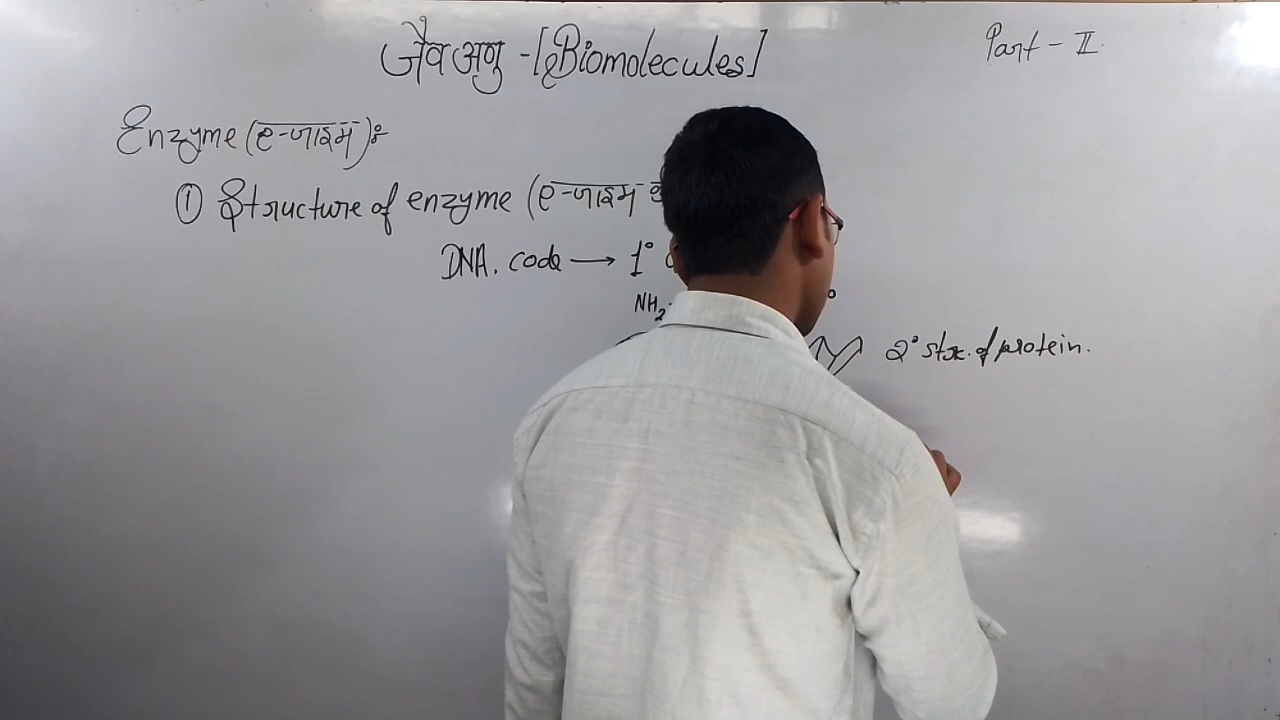 जैव अणु - [Biomolecules]
Part - II.
Enzyme (एन्जाइम):
① Structure of enzyme (एन्जाइम
DNA. code → 1°
NH₂
2° str. of protein.